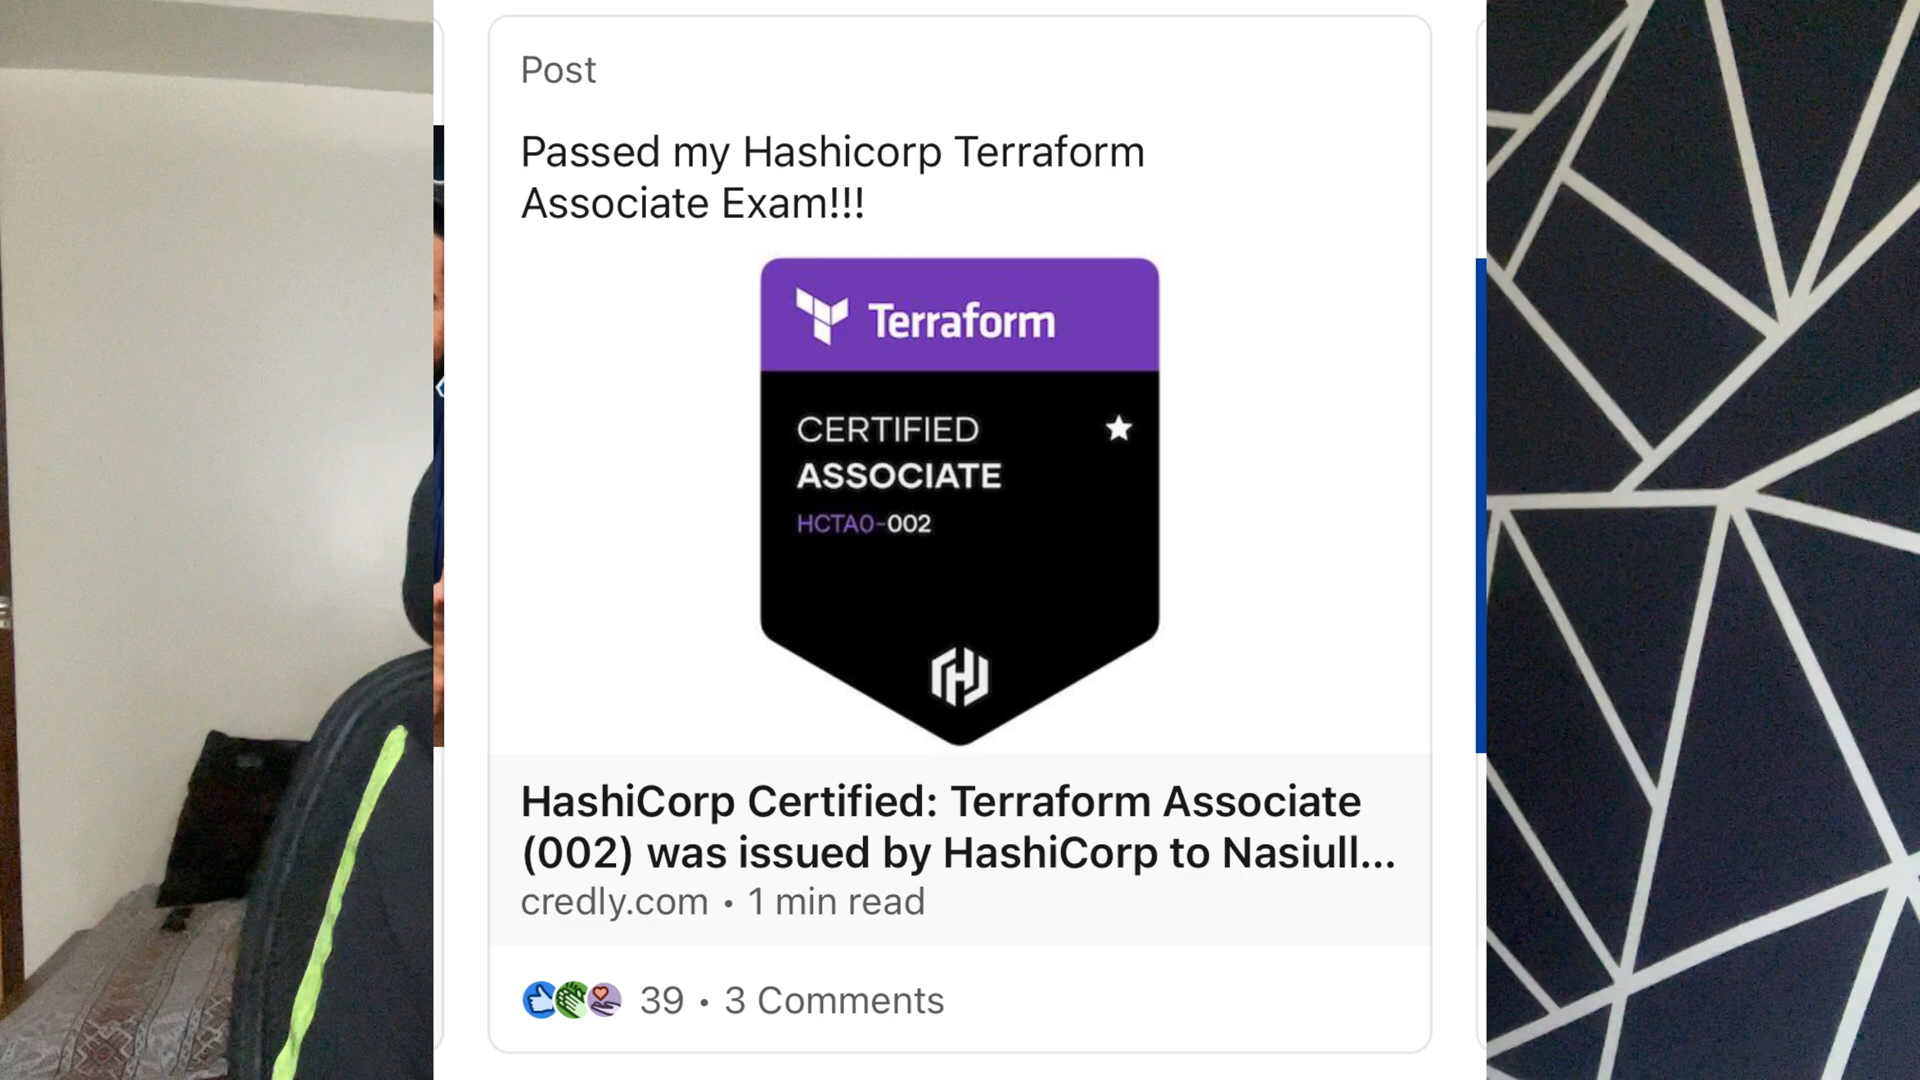 Post
Passed my Hashicorp Terraform
Associate Exam!!!
Terraform
CERTIFIED
ASSOCIATE
HCTA0-002
HashiCorp Certified: Terraform Associate
(002) was issued by HashiCorp to Nasiull...
credly.com • 1 min read
39 • 3 Comments